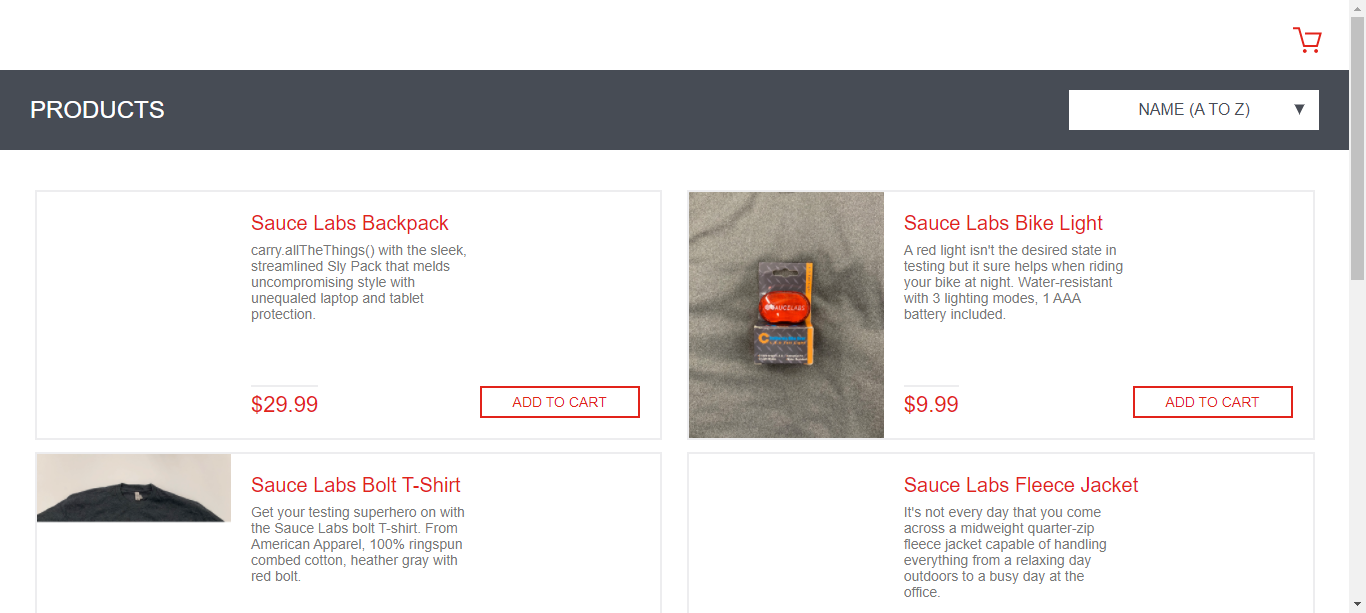 PRODUCTS
NAME (A TO Z)
Sauce Labs Backpack
carry.allTheThings() with the sleek,
streamlined Sly Pack that melds
uncompromising style with
unequaled laptop and tablet
protection.
$29.99
ADD TO CART
Sauce Labs Bike Light
A red light isn't the desired state in
testing but it sure helps when riding
your bike at night. Water-resistant
with 3 lighting modes, 1 AAA
battery included.
$9.99
ADD TO CART
Sauce Labs Bolt T-Shirt
Get your testing superhero on with
the Sauce Labs bolt T-shirt. From
American Apparel, 100% ringspun
combed cotton, heather gray with
red bolt.
Sauce Labs Fleece Jacket
It's not every day that you come
across a midweight quarter-zip
fleece jacket capable of handling
everything from a relaxing day
outdoors to a busy day at the
office.